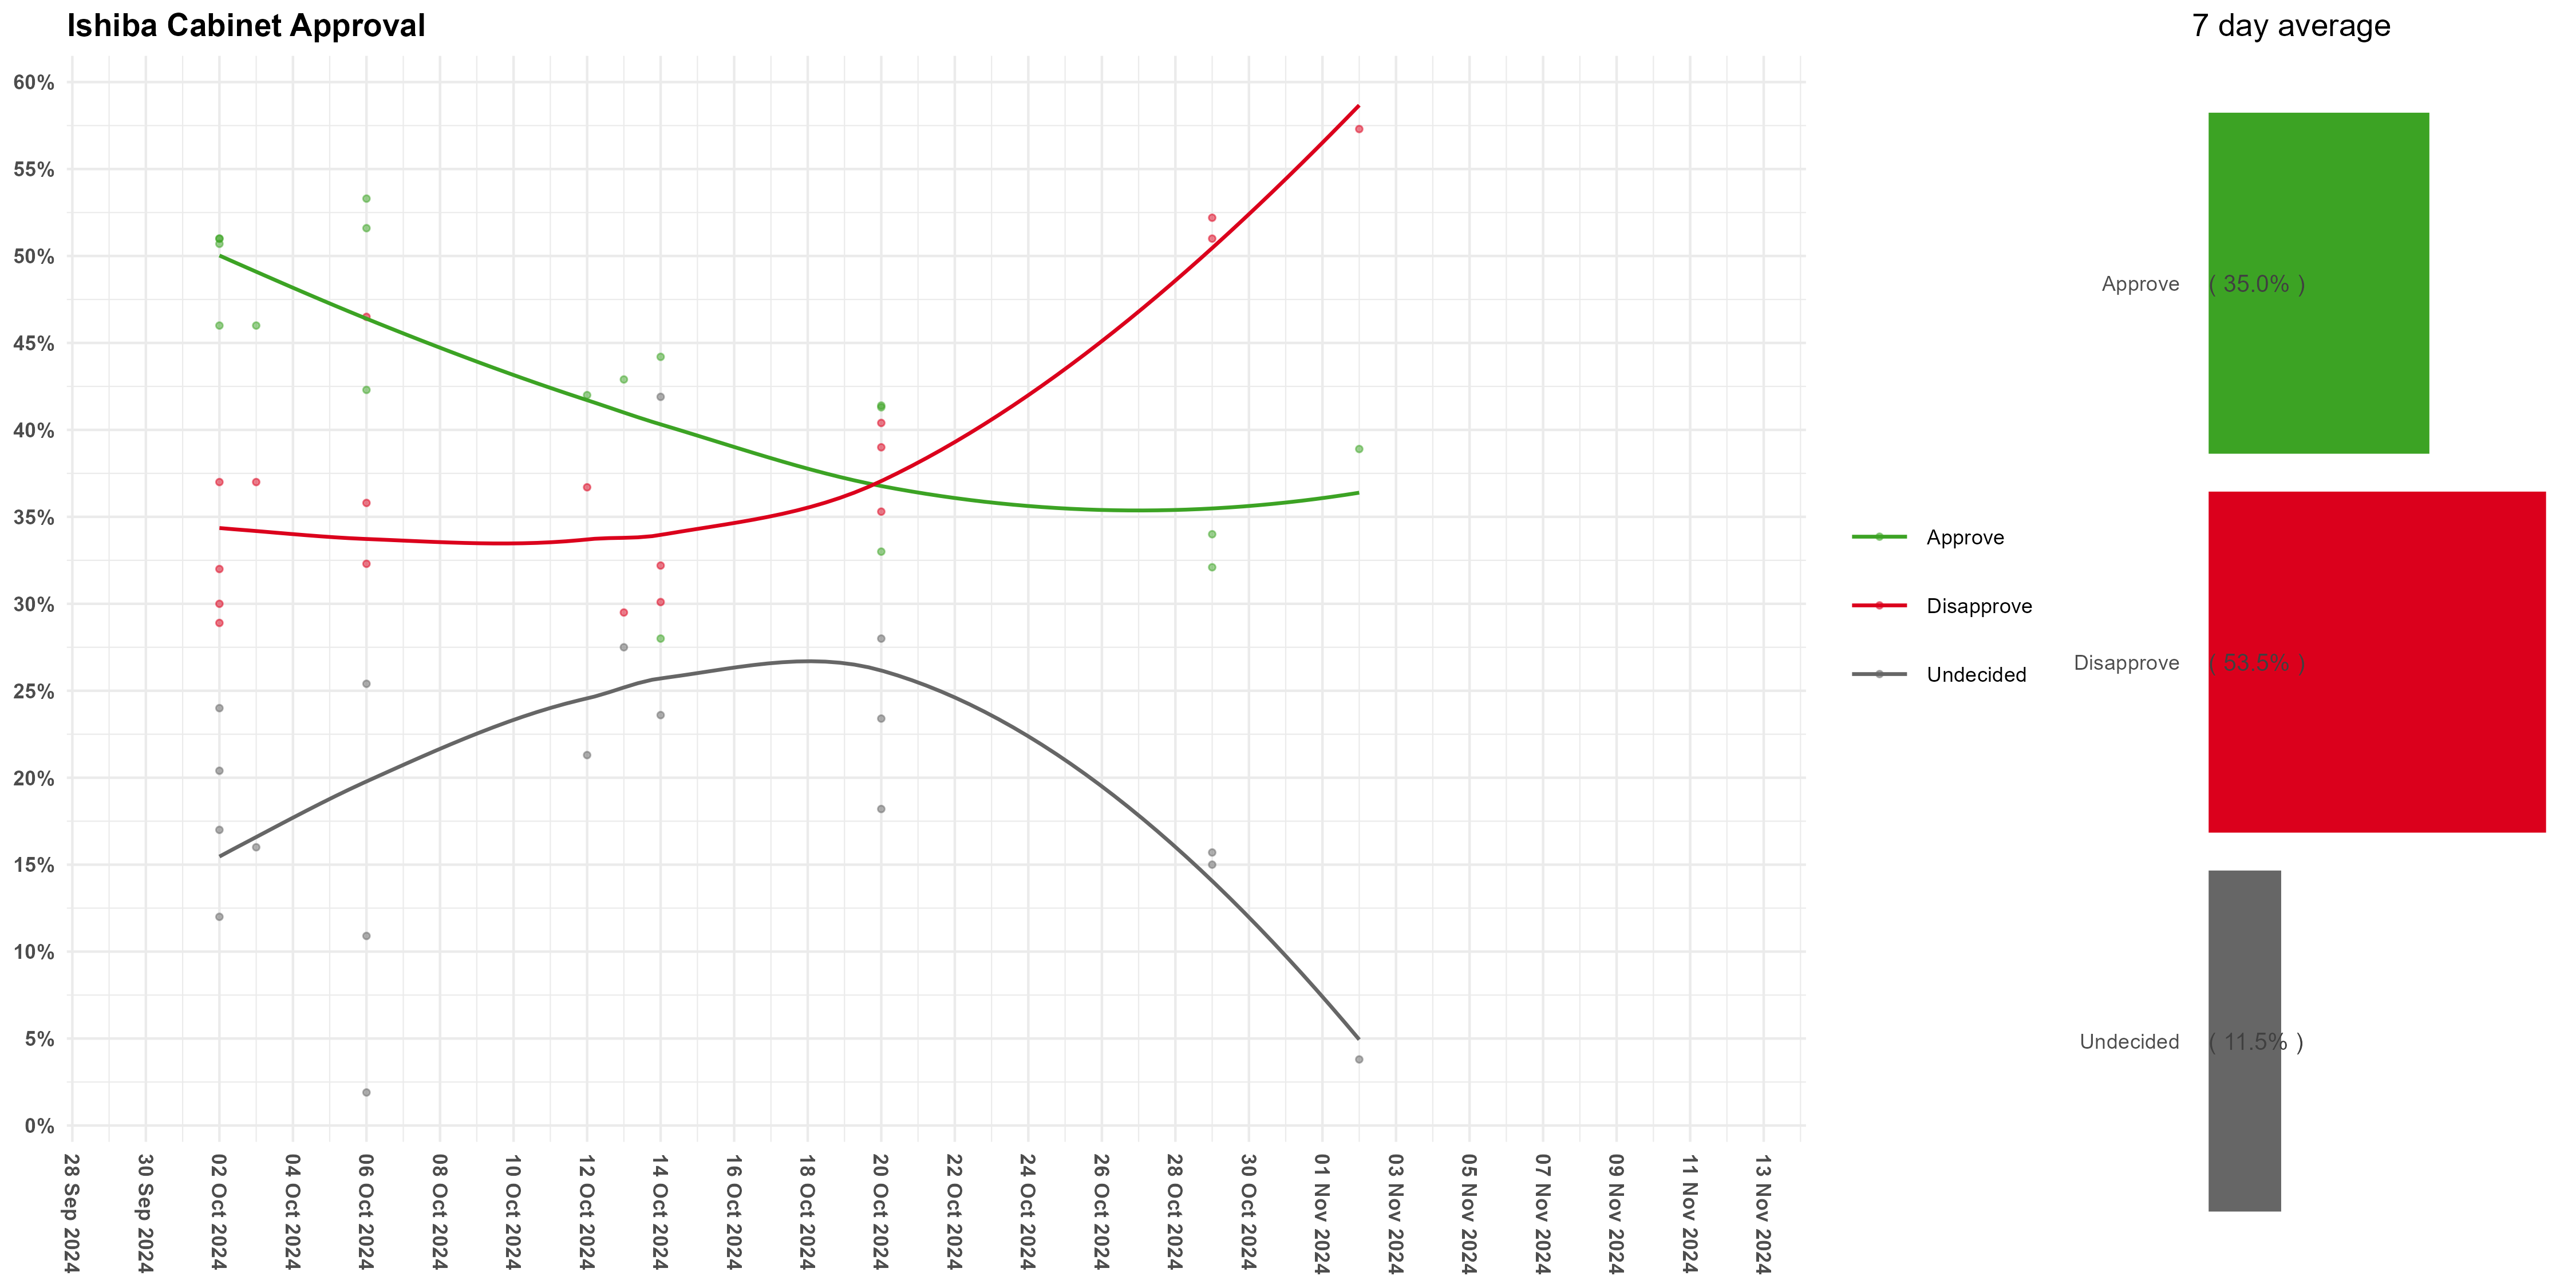 Ishiba Cabinet Approval
7 day average
60%
55%
50%
45%
40%
35%
30%
25%
20%
15%
10%
5%
0%
28 Sep 2024
30 Sep 2024
02 Oct 2024
04 Oct 2024
06 Oct 2024
08 Oct 2024
10 Oct 2024
12 Oct 2024
14 Oct 2024
16 Oct 2024
18 Oct 2024
20 Oct 2024
22 Oct 2024
24 Oct 2024
26 Oct 2024
28 Oct 2024
30 Oct 2024
01 Nov 2024
03 Nov 2024
05 Nov 2024
07 Nov 2024
09 Nov 2024
11 Nov 2024
13 Nov 2024
Approve
Disapprove
Undecided
Approve ( 35.0% )
Disapprove ( 53.5% )
Undecided ( 11.5% )